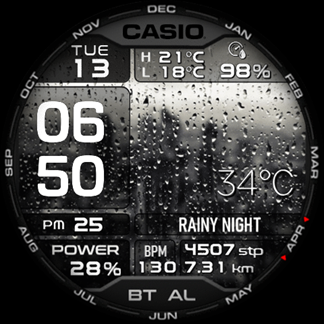 DEC
NOV
JAN
OCT
FEB
SEP
MAR
AUG
APR
JUL
MAY
JUN
CASIO
TUE
13
H 21°C
L. 18°C
98%
06
50
34°C
PM 25
RAINY NIGHT
POWER
28%
BPM
130
4507 stp
7.31 km
BT AL